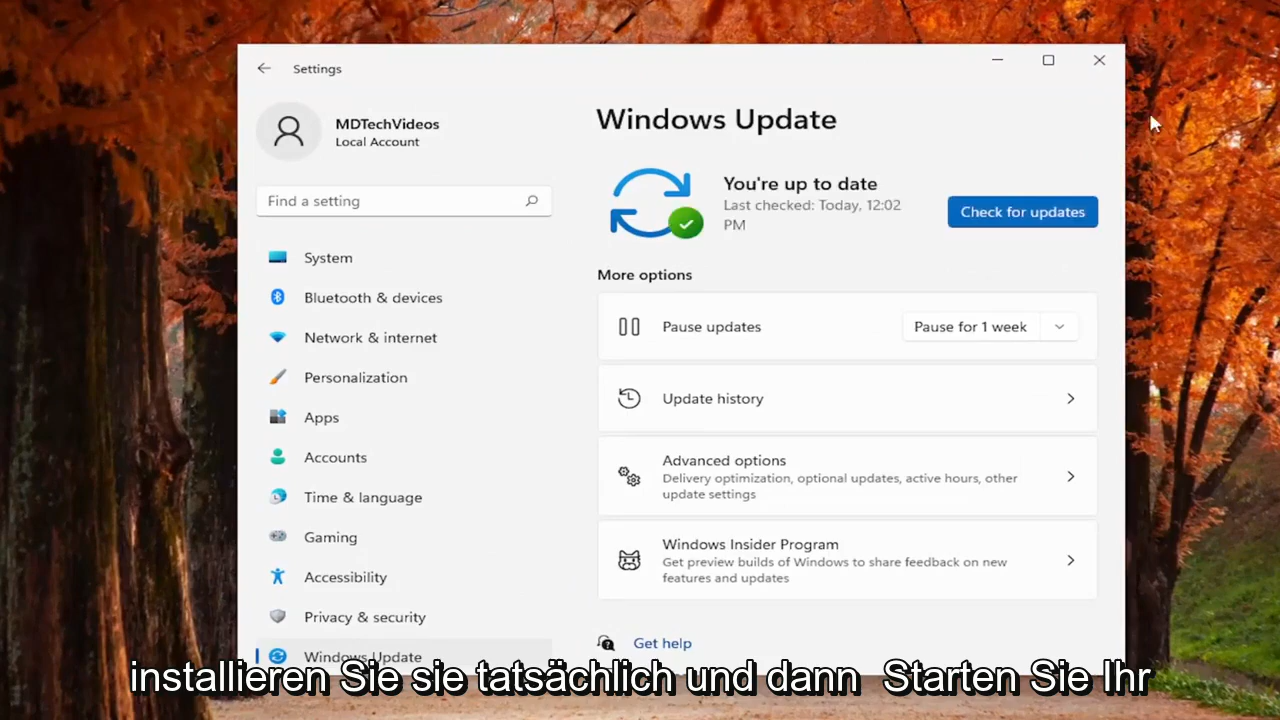 Settings
MDTechVideos
Local Account
Find a setting
System
Bluetooth & devices
Network & internet
Personalization
Apps
Accounts
Time & language
Gaming
Accessibility
Privacy & security
Windows Update
Windows Update
You're up to date
Last checked: Today, 12:02
PM
Check for updates
More options
Pause updates
Pause for 1 week
Update history
Advanced options
Delivery optimization, optional updates, active hours, other
update settings
Windows Insider Program
Get preview builds of Windows to share feedback on new
features and updates
Get help
installieren Sie sie tatsächlich und dann Starten Sie Ihr